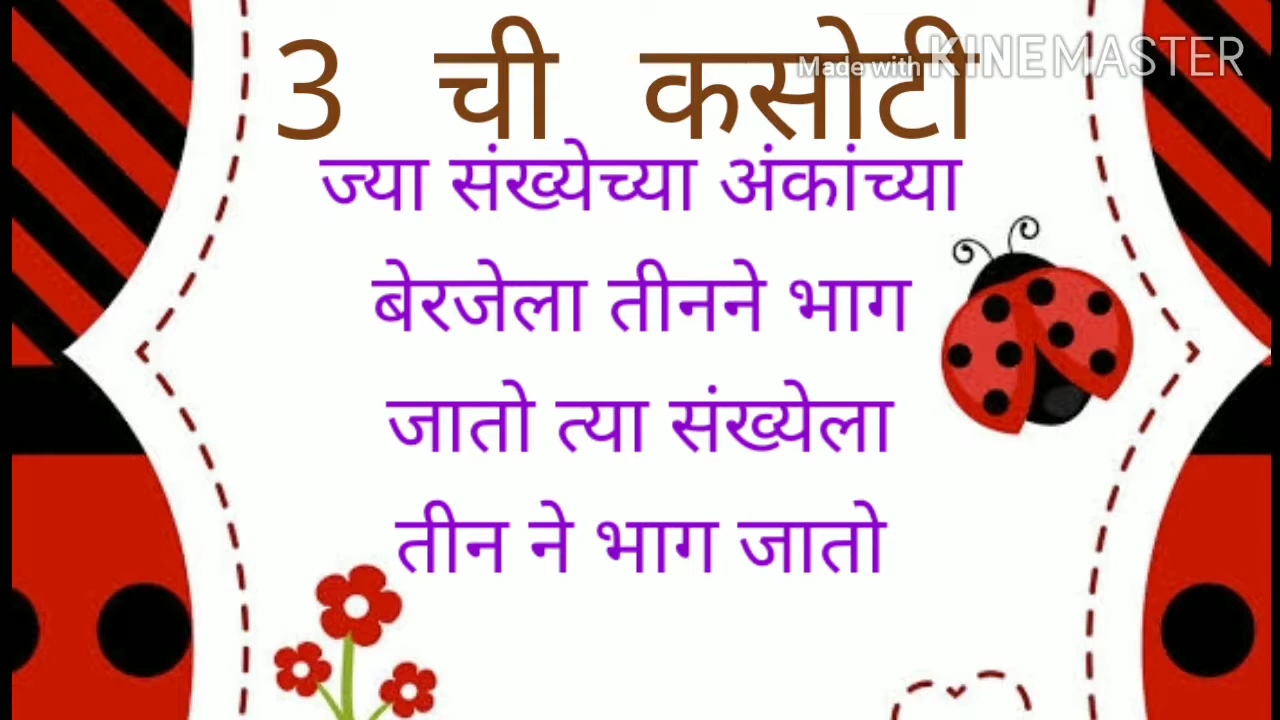 3 ची कसोटी
Made with KINEMASTER
ज्या संख्येच्या अंकांच्या
बेरजेला तीनने भाग
जातो त्या संख्येला
तीन ने भाग जातो